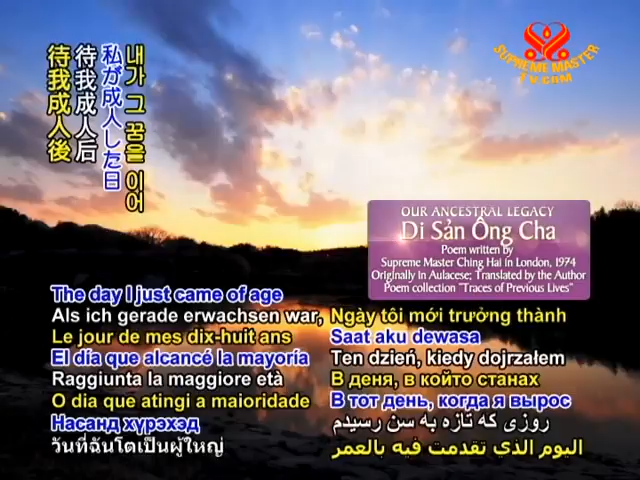 SUPREME MASTER
TV.COM
待我成人後
待我成人后
私が成人した日
내가 그 꿈을 이어
OUR ANCESTRAL LEGACY
Di Sản Ông Cha
Poem written by
Supreme Master Ching Hai in London, 1974
Originally in Aulacese; Translated by the Author
Poem collection "Traces of Previous Lives"
The day I just came of age
Als ich gerade erwachsen war,
Le jour de mes dix-huit ans
El día que alcancé la mayoría
Raggiunta la maggiore età
O dia que atingi a maioridade
Насанд хүрэхэд
วันที่ฉันโตเป็นผู้ใหญ่
Ngày tôi mới trưởng thành
Saat aku dewasa
Ten dzień, kiedy dojrzałem
В деня, в който станах
В тот день, когда я вырос
روزی که تازه به سن رسیدم
اليوم الذي تقدمت فيه بالعمر